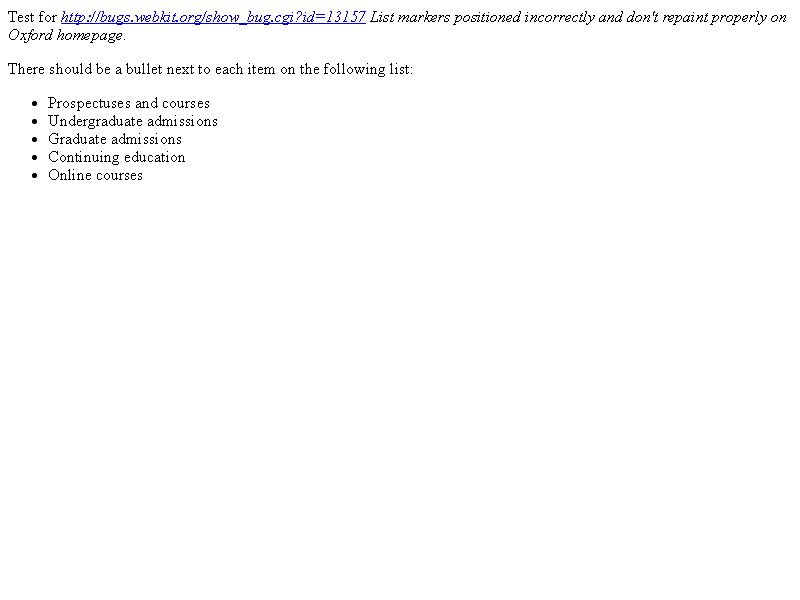 Test for http://bugs.webkit.org/show_bug.cgi?id=13157 List markers positioned incorrectly and don't repaint properly on
Oxford homepage.
There should be a bullet next to each item on the following list:
• Prospectuses and courses
• Undergraduate admissions
• Graduate admissions
• Continuing education
• Online courses